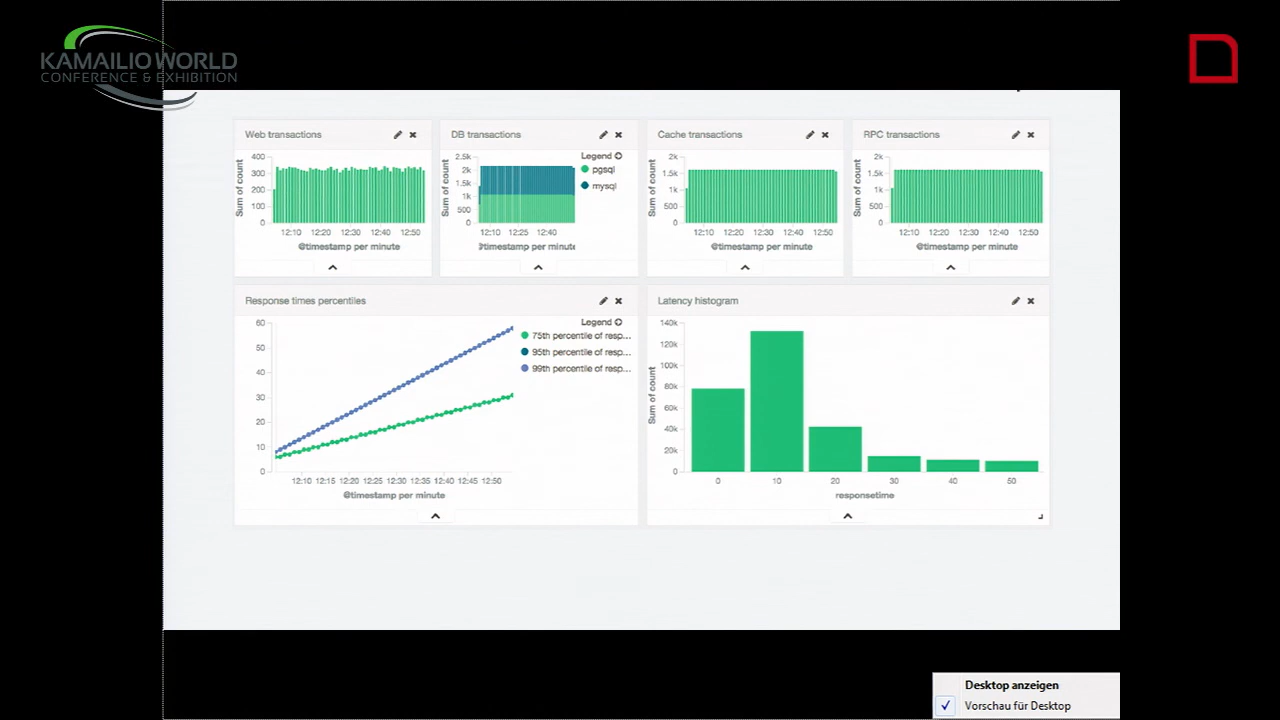 KAMAILIO WORLD
CONFERENCE & EXHIBITION
Web transactions
400
300
200
100
0
Sum of count
12:10 12:20 12:30 12:40 12:50
@timestamp per minute
DB transactions
2.5k
2k
1.5k
1k
500
0
Sum of count
12:10 12:25 12:40
timestamp per minute
Legend
pgsql
mysql
Cache transactions
2k
1.5k
1k
500
0
Sum of count
12:10 12:20 12:30 12:40 12:50
@timestamp per minute
RPC transactions
2k
1.5k
1k
500
0
Sum of count
12:10 12:20 12:30 12:40 12:50
@timestamp per minute
Response times percentiles
60
50
40
30
20
10
0
12:10 12:15 12:20 12:25 12:30 12:35 12:40 12:45 12:50
@timestamp per minute
Legend
75th percentile of resp...
95th percentile of resp...
99th percentile of resp...
Latency histogram
140k
120k
100k
80k
60k
40k
20k
0
Sum of count
0 10 20 30 40 50
responsetime
Desktop anzeigen
Vorschau für Desktop